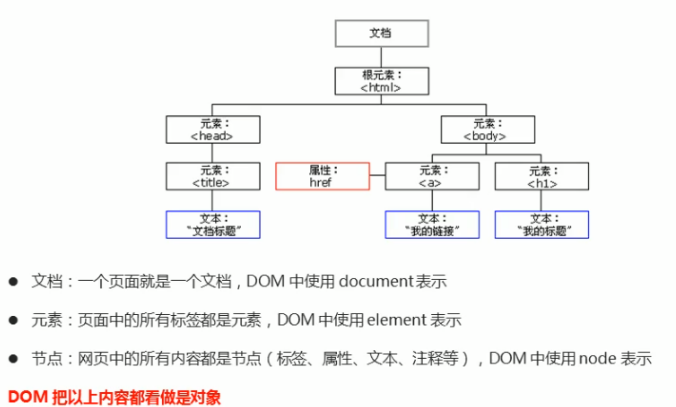 文档
根元素：
<html>
元素：
<head>
元素：
<body>
元素：
<title>
属性：
href
元素：
<a>
元素：
<h1>
文本：
“文档标题”
文本：
“我的链接”
文本：
“我的标题”
● 文档：一个页面就是一个文档，DOM 中使用 document 表示
● 元素：页面中的所有标签都是元素，DOM 中使用 element 表示
● 节点：网页中的所有内容都是节点（标签、属性、文本、注释等），DOM 中使用 node 表示
DOM 把以上内容都看做是对象